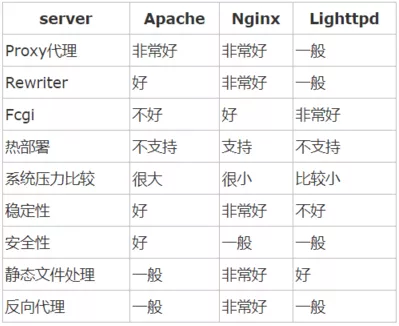 server Apache Nginx Lighttpd
Proxy代理 非常好 非常好 一般
Rewriter 好 非常好 一般
Fcgi 不好 好 非常好
热部署 不支持 支持 不支持
系统压力比较 很大 很小 比较小
稳定性 好 非常好 不好
安全性 好 一般 一般
静态文件处理 一般 非常好 好
反向代理 一般 非常好 一般